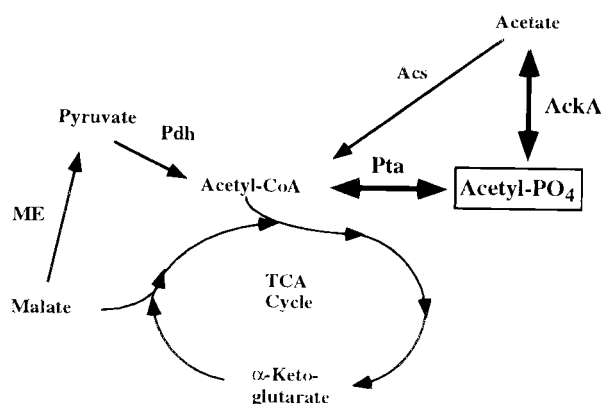 Acetate
Acs
AckA
Pyruvate
Pdh
Pta
Acetyl-CoA
Acetyl-PO4
ME
TCA
Cycle
Malate
α-Keto-
glutarate